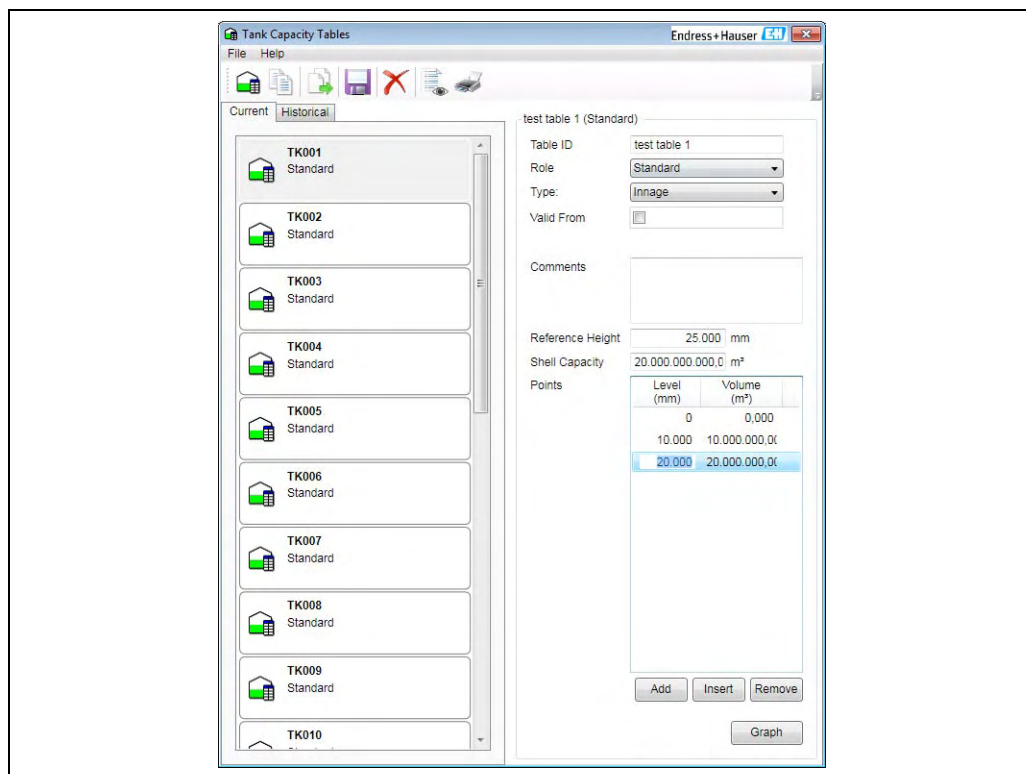 Tank Capacity Tables
Endress+Hauser EH
File Help
Current Historical
TK001
Standard
TK002
Standard
TK003
Standard
TK004
Standard
TK005
Standard
TK006
Standard
TK007
Standard
TK008
Standard
TK009
Standard
TK010
test table 1 (Standard)
Table ID test table 1
Role Standard
Type: Innage
Valid From
Comments
Reference Height 25.000 mm
Shell Capacity 20.000.000.000,0 m³
Points
Level Volume
(mm) (m³)
0 0,000
10.000 10.000.000,0
20.000 20.000.000,0
Add Insert Remove
Graph